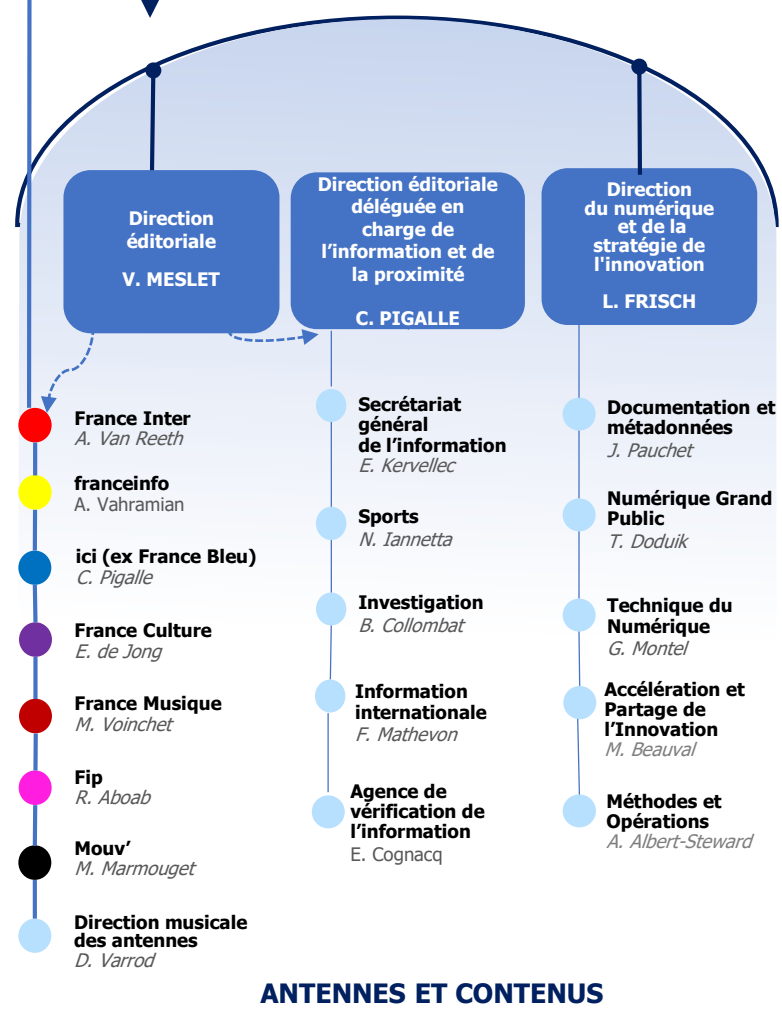 Direction
éditoriale
V. MESLET
Direction éditoriale
déléguée en
charge de
l'information et de
la proximité
C. PIGALLE
Direction
du numérique
et de la
stratégie de
l'innovation
L. FRISCH
France Inter
A. Van Reeth
franceinfo
A. Vahramian
ici (ex France Bleu)
C. Pigalle
France Culture
E. de Jong
France Musique
M. Voinchet
Fip
R. Aboab
Mouv'
M. Marmouget
Direction musicale
des antennes
D. Varrod
Secrétariat
général
de l'information
E. Kervellec
Sports
N. Iannetta
Investigation
B. Collombat
Information
internationale
F. Mathevon
Agence de
vérification de
l'information
E. Cognacq
Documentation et
métadonnées
J. Pauchet
Numérique Grand
Public
T. Doduik
Technique du
Numérique
G. Montel
Accélération et
Partage de
l'Innovation
M. Beauval
Méthodes et
Opérations
A. Albert-Steward
ANTENNES ET CONTENUS